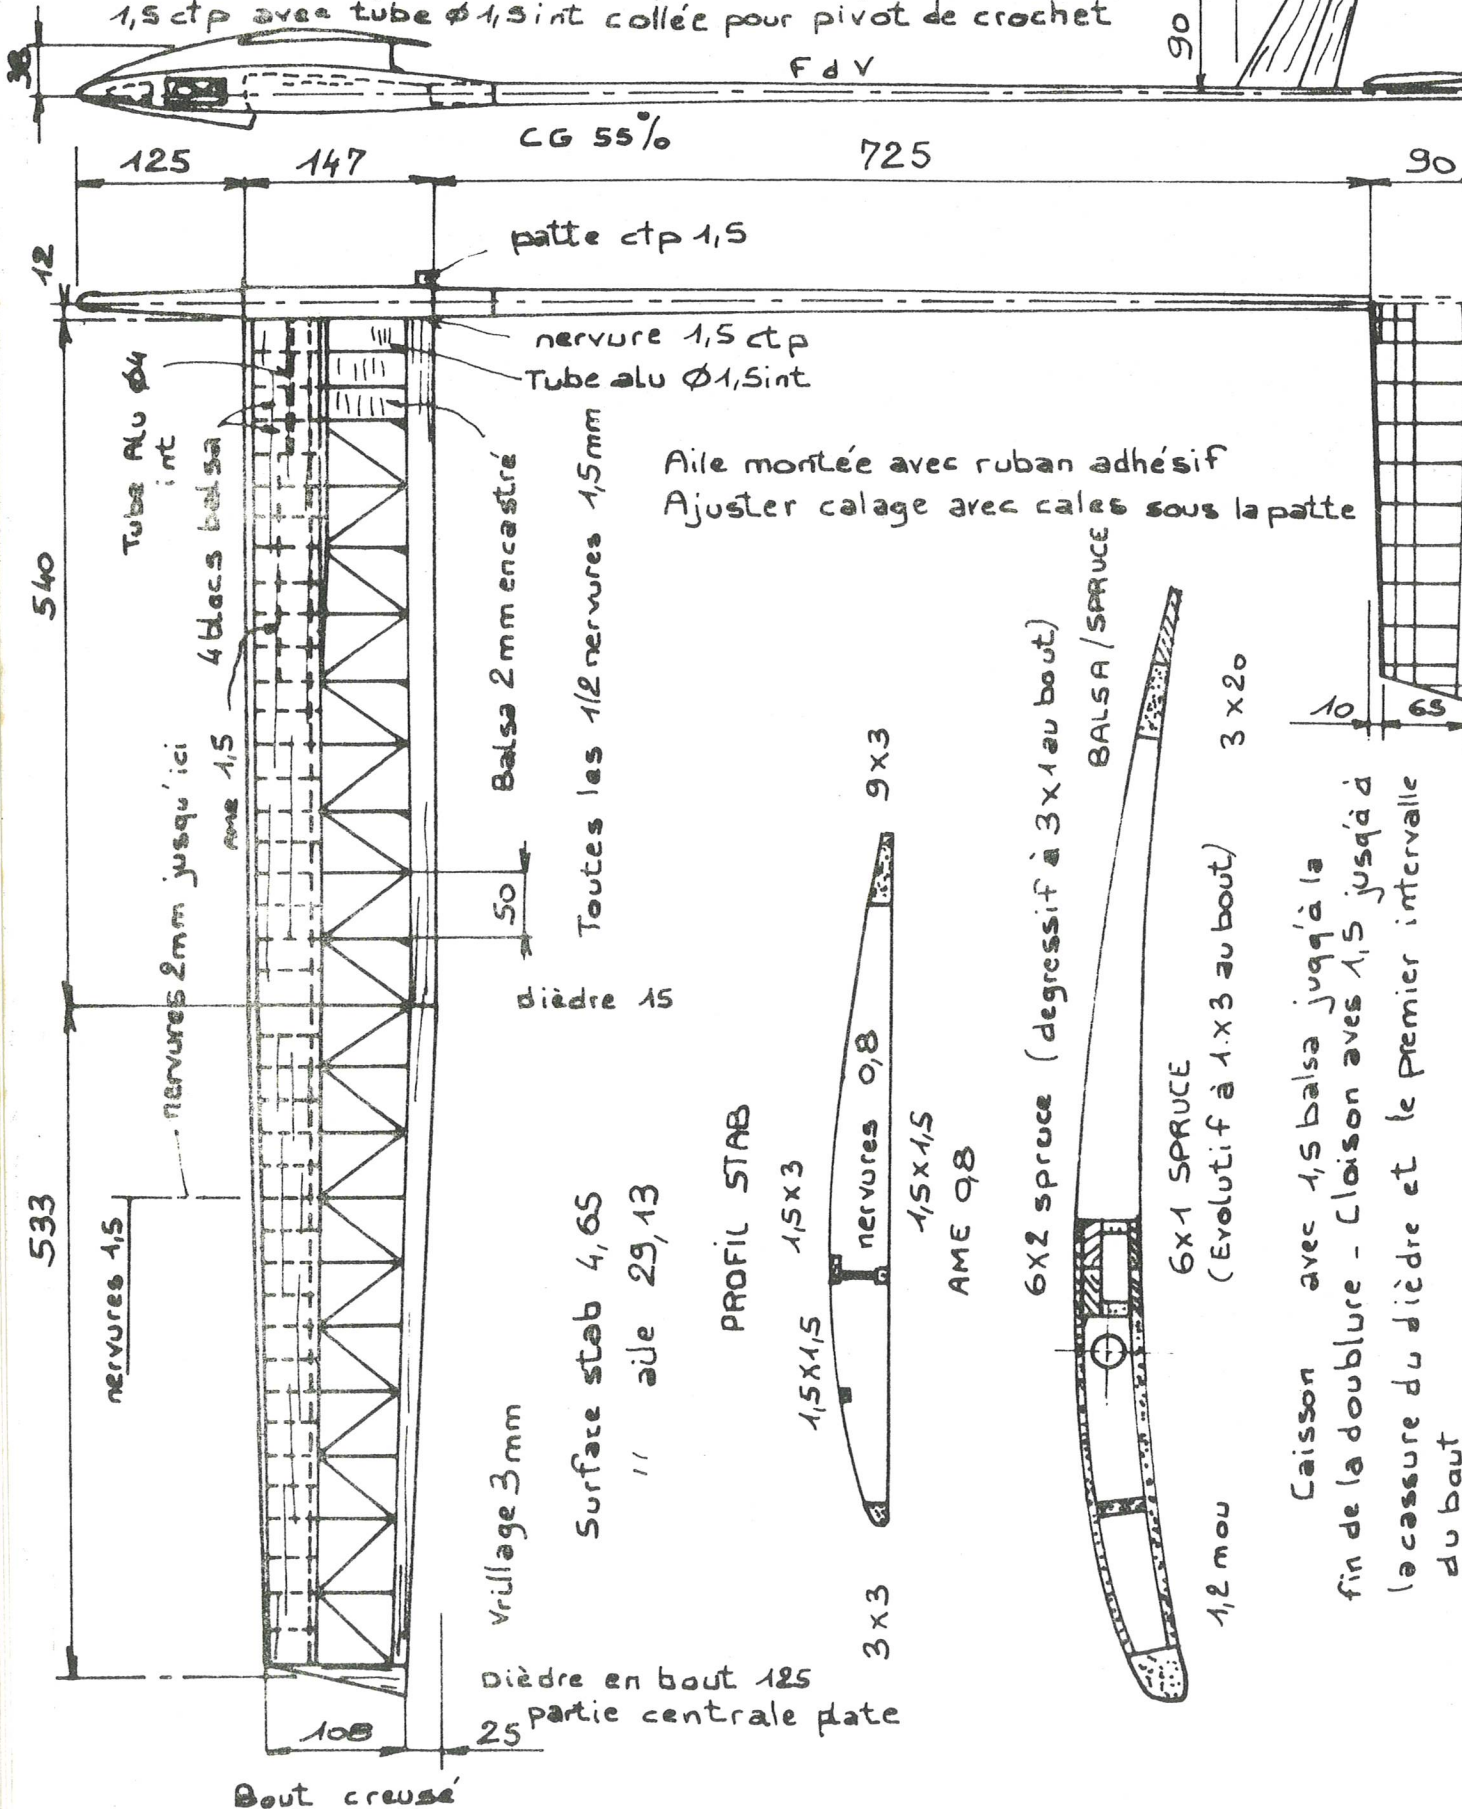 1,5 ctp avec tube ø 1,5 int collée pour pivot de crochet
38
F d V
90
CG 55%
125
147
725
90
12
patte ctp 1,5
nervure 1,5 ctp
Tube alu Ø1,5int
Tube Alu Ø4
int
4 blocs balsa
AME 1,5
Balsa 2mm encastré
Toutes les 1/2 nervures 1,5mm
Aile montée avec ruban adhésif
Ajuster calage avec cales sous la patte
540
nervures 2mm jusqu'ici
50
dièdre 15
533
nervures 1,5
Vrillage 3mm
Surface stab 4,65
" aile 29,13
PROFIL STAB
1,5x3
1,5x1,5
9x3
nervures 0,8
1,5x1,5
AME 0,8
3x3
6x2 spruce (degressif à 3x1 au bout)
BALSA/SPRUCE
3x20
6x1 SPRUCE
(Evolutif à 1x3 au bout)
1,2 mou
10
65
Caisson avec 1,5 balsa juqq'à la
fin de la doublure - Cloison aves 1,5 jusq'à à
la cassure du dièdre et le premier intervalle
du bout
Dièdre en bout 125
partie centrale plate
108
25
Bout creusé